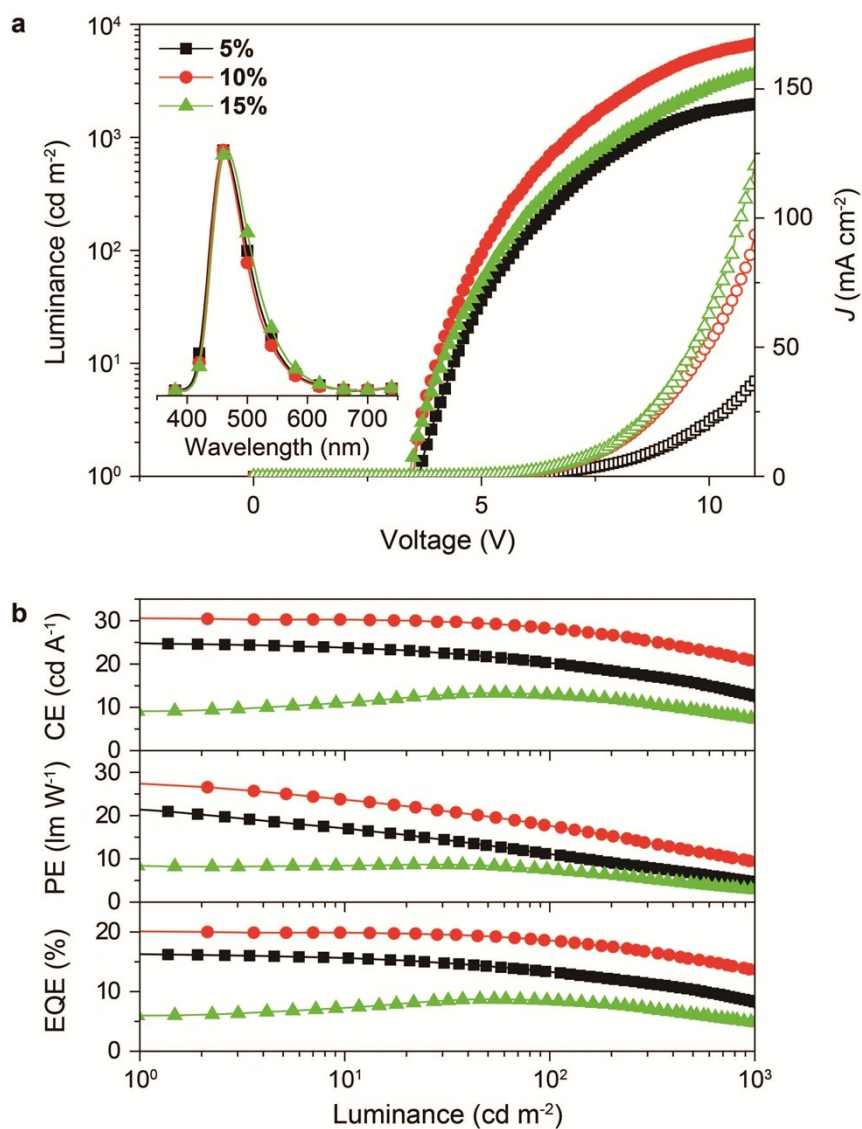 a
5%
10%
15%
Luminance (cd m⁻²)
10⁴
10³
10²
10¹
10⁰
400 500 600 700
Wavelength (nm)
150
100
50
0
J (mA cm⁻²)
0 5 10
Voltage (V)
b
CE (cd A⁻¹)
30
20
10
0
PE (lm W⁻¹)
30
20
10
0
EQE (%)
20
10
0
10⁰ 10¹ 10² 10³
Luminance (cd m⁻²)